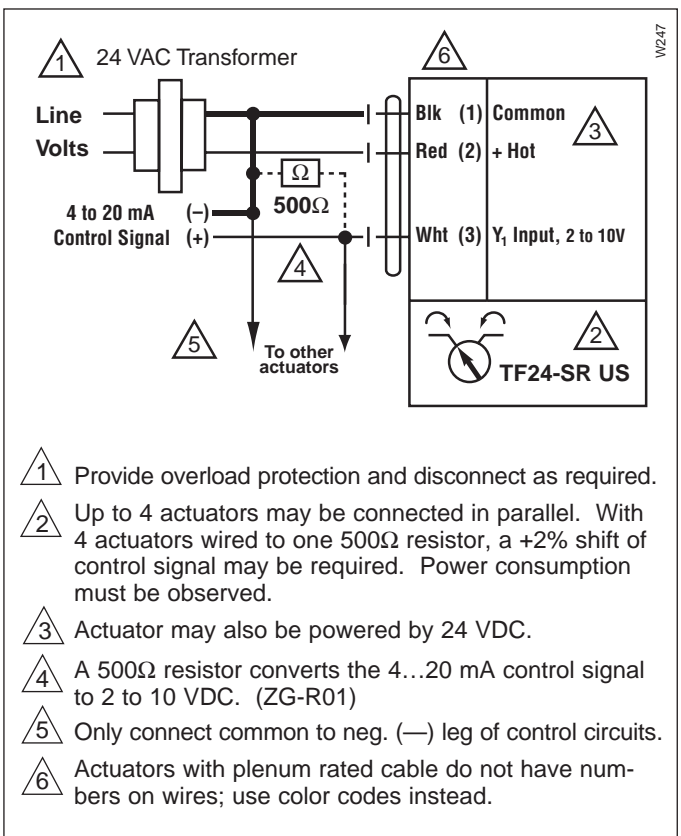 W247
1 24 VAC Transformer
6
Line
Volts
Blk (1) Common
3
Red (2) + Hot
Ω
500Ω
4 to 20 mA (–)
Control Signal (+)
Wht (3) Y1 Input, 2 to 10V
4
5
To other
actuators
2
TF24-SR US
1 Provide overload protection and disconnect as required.
2 Up to 4 actuators may be connected in parallel. With
4 actuators wired to one 500Ω resistor, a +2% shift of
control signal may be required. Power consumption
must be observed.
3 Actuator may also be powered by 24 VDC.
4 A 500Ω resistor converts the 4…20 mA control signal
to 2 to 10 VDC. (ZG-R01)
5 Only connect common to neg. (—) leg of control circuits.
6 Actuators with plenum rated cable do not have num-
bers on wires; use color codes instead.